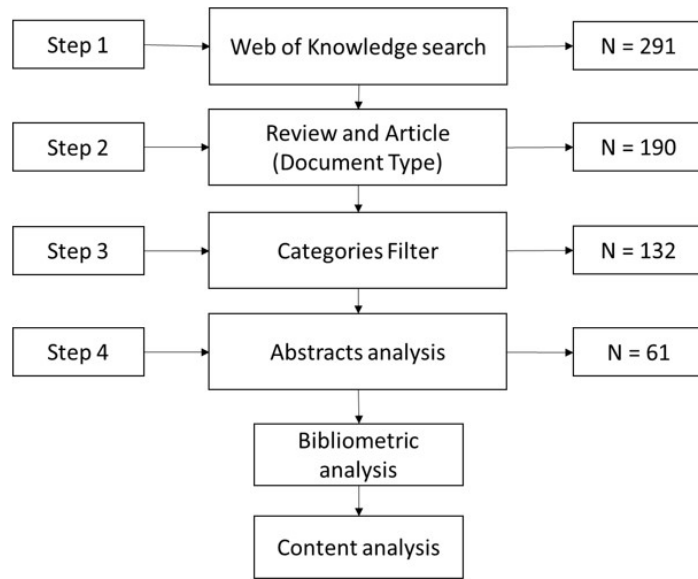 Step 1
Web of Knowledge search
N = 291
Step 2
Review and Article
(Document Type)
N = 190
Step 3
Categories Filter
N = 132
Step 4
Abstracts analysis
N = 61
Bibliometric
analysis
Content analysis